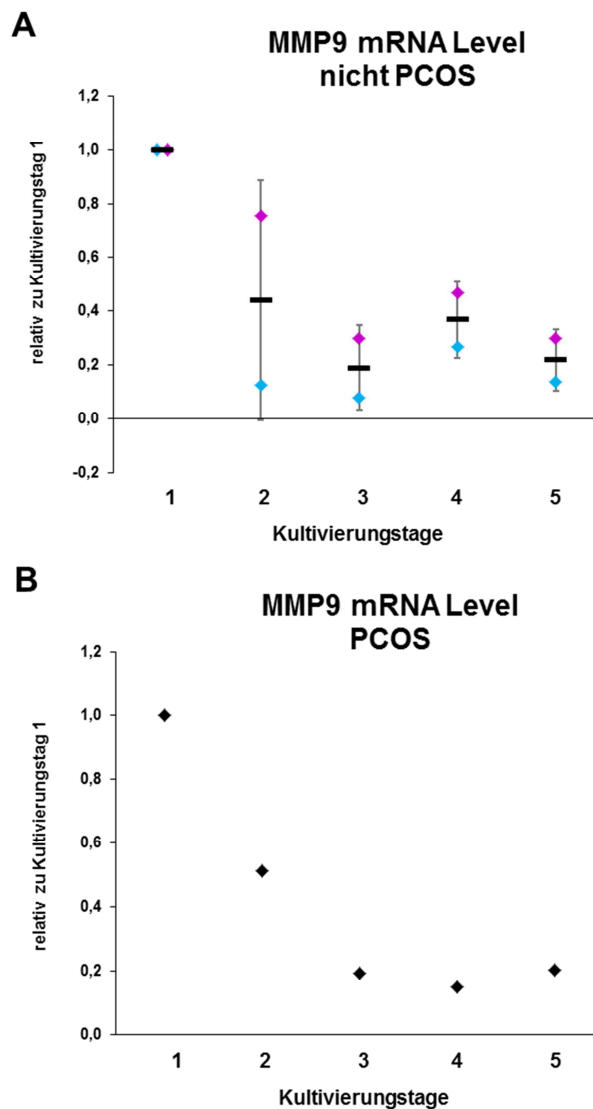 A
MMP9 mRNA Level
nicht PCOS
1,2
1,0
0,8
0,6
0,4
0,2
0,0
-0,2
relativ zu Kultivierungstag 1
1 2 3 4 5
Kultivierungstage
B
MMP9 mRNA Level
PCOS
1,2
1,0
0,8
0,6
0,4
0,2
0,0
relativ zu Kultivierungstag 1
1 2 3 4 5
Kultivierungstage